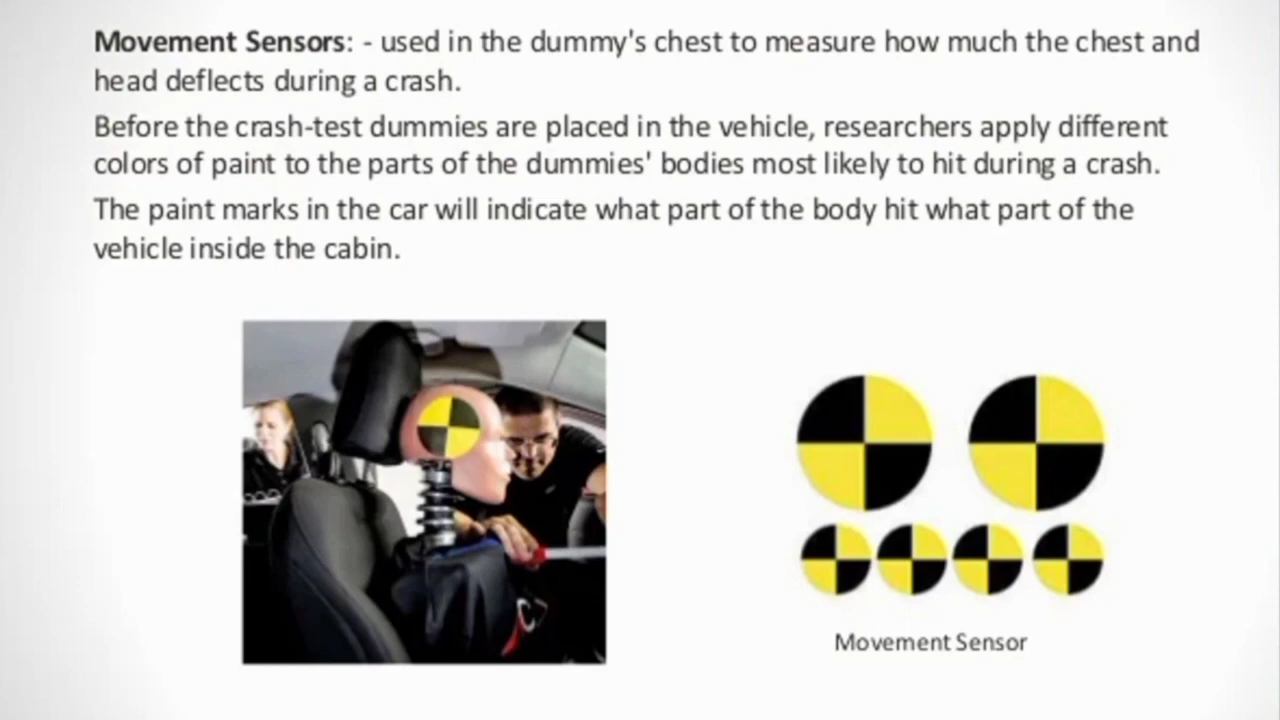 Movement Sensors: - used in the dummy's chest to measure how much the chest and
head deflects during a crash.
Before the crash-test dummies are placed in the vehicle, researchers apply different
colors of paint to the parts of the dummies' bodies most likely to hit during a crash.
The paint marks in the car will indicate what part of the body hit what part of the
vehicle inside the cabin.
Movement Sensor